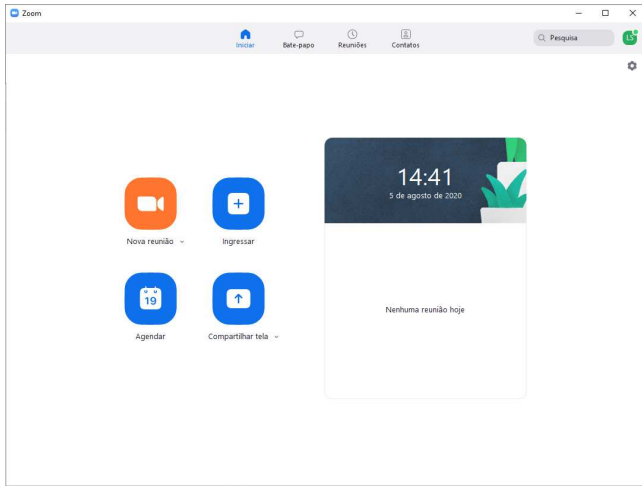 Zoom
Iniciar
Bate-papo
Reuniões
Contatos
Pesquisa
LS
14:41
5 de agosto de 2020
Nova reunião
Ingressar
19
Agendar
Compartilhar tela
Nenhuma reunião hoje